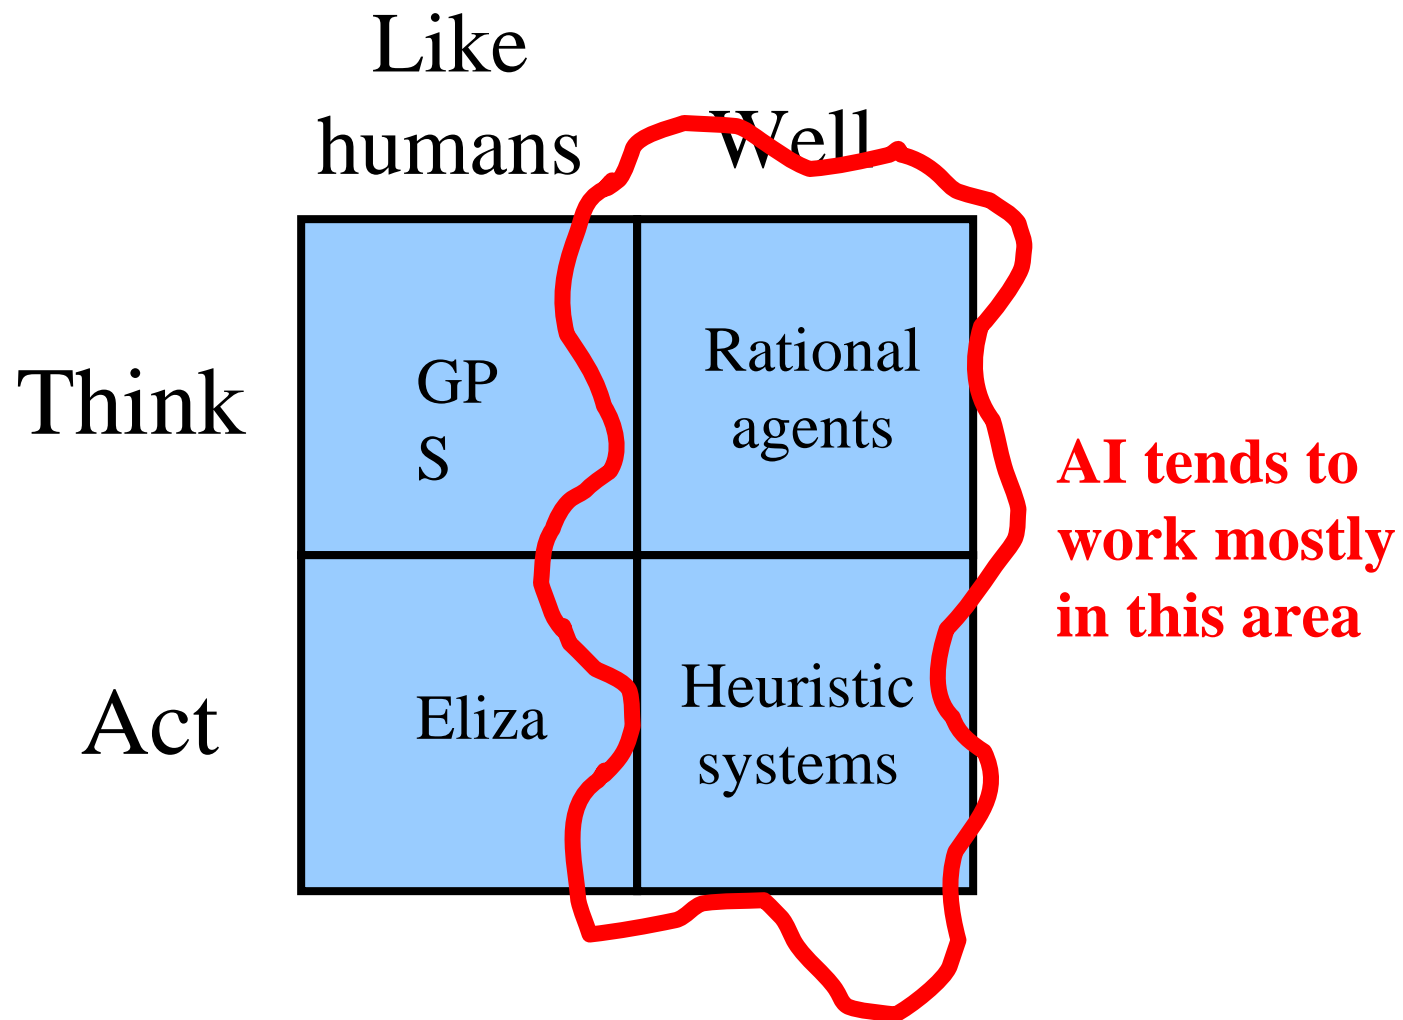 Like
humans
Well
Think
GP
S
Rational
agents
AI tends to
work mostly
in this area
Act
Eliza
Heuristic
systems